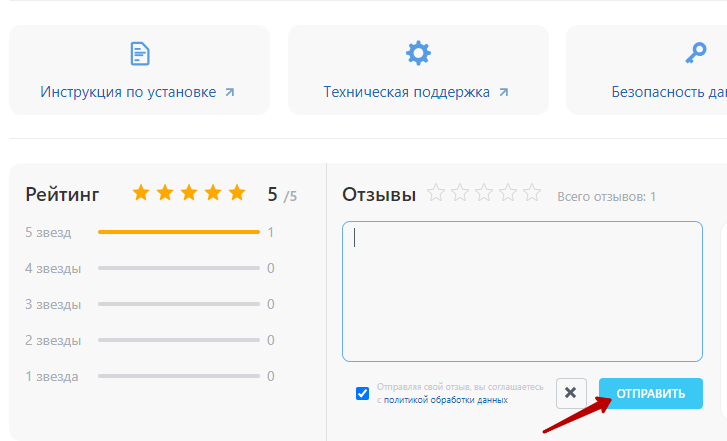 Инструкция по установке
Техническая поддержка
Безопасность
Рейтинг
5 /5
5 звезд 1
4 звезды 0
3 звезды 0
2 звезды 0
1 звезда 0
Отзывы
Всего отзывов: 1
Отправляя свой отзыв, вы соглашаетесь
с политикой обработки данных
ОТПРАВИТЬ